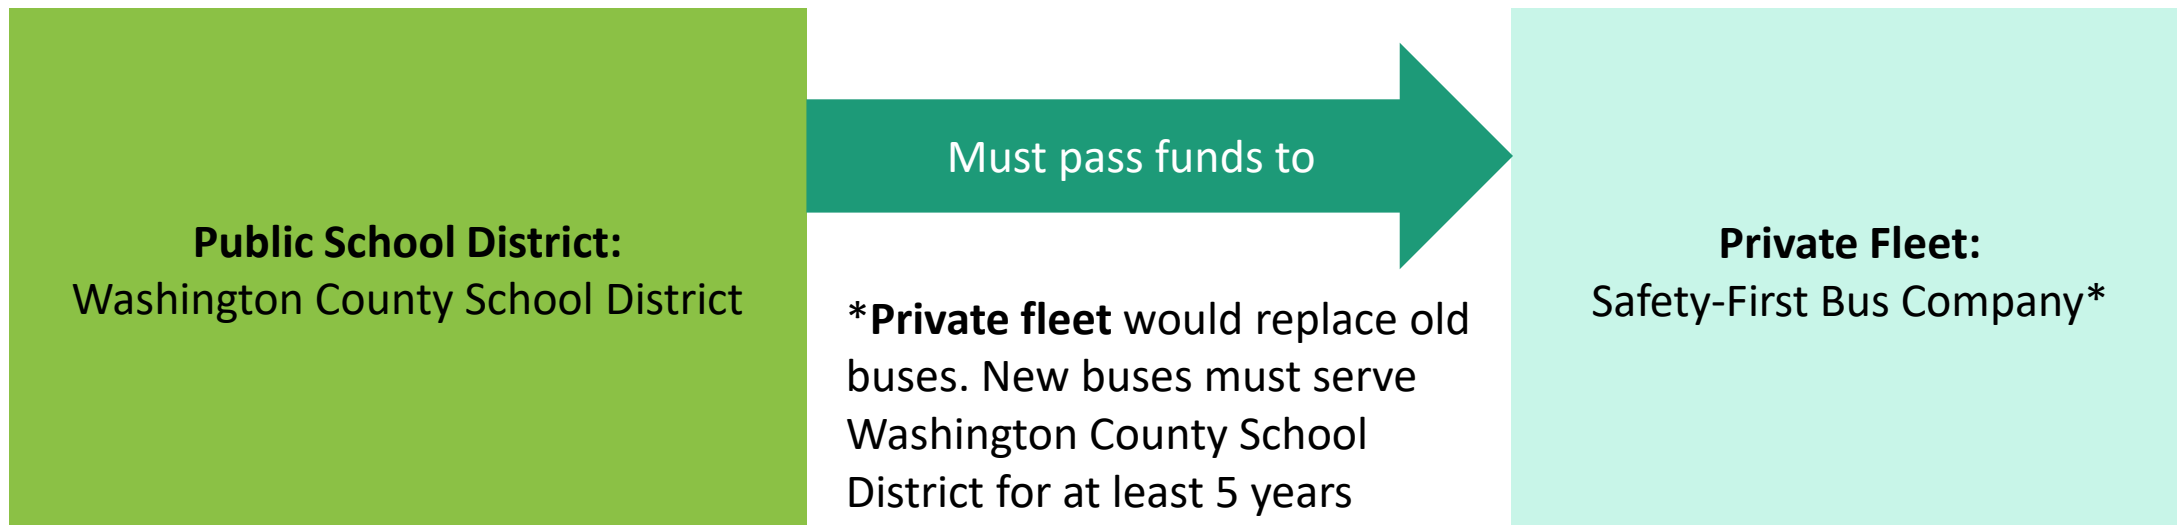 Public School District:
Washington County School District
Must pass funds to
*Private fleet would replace old
buses. New buses must serve
Washington County School
District for at least 5 years
Private Fleet:
Safety-First Bus Company*